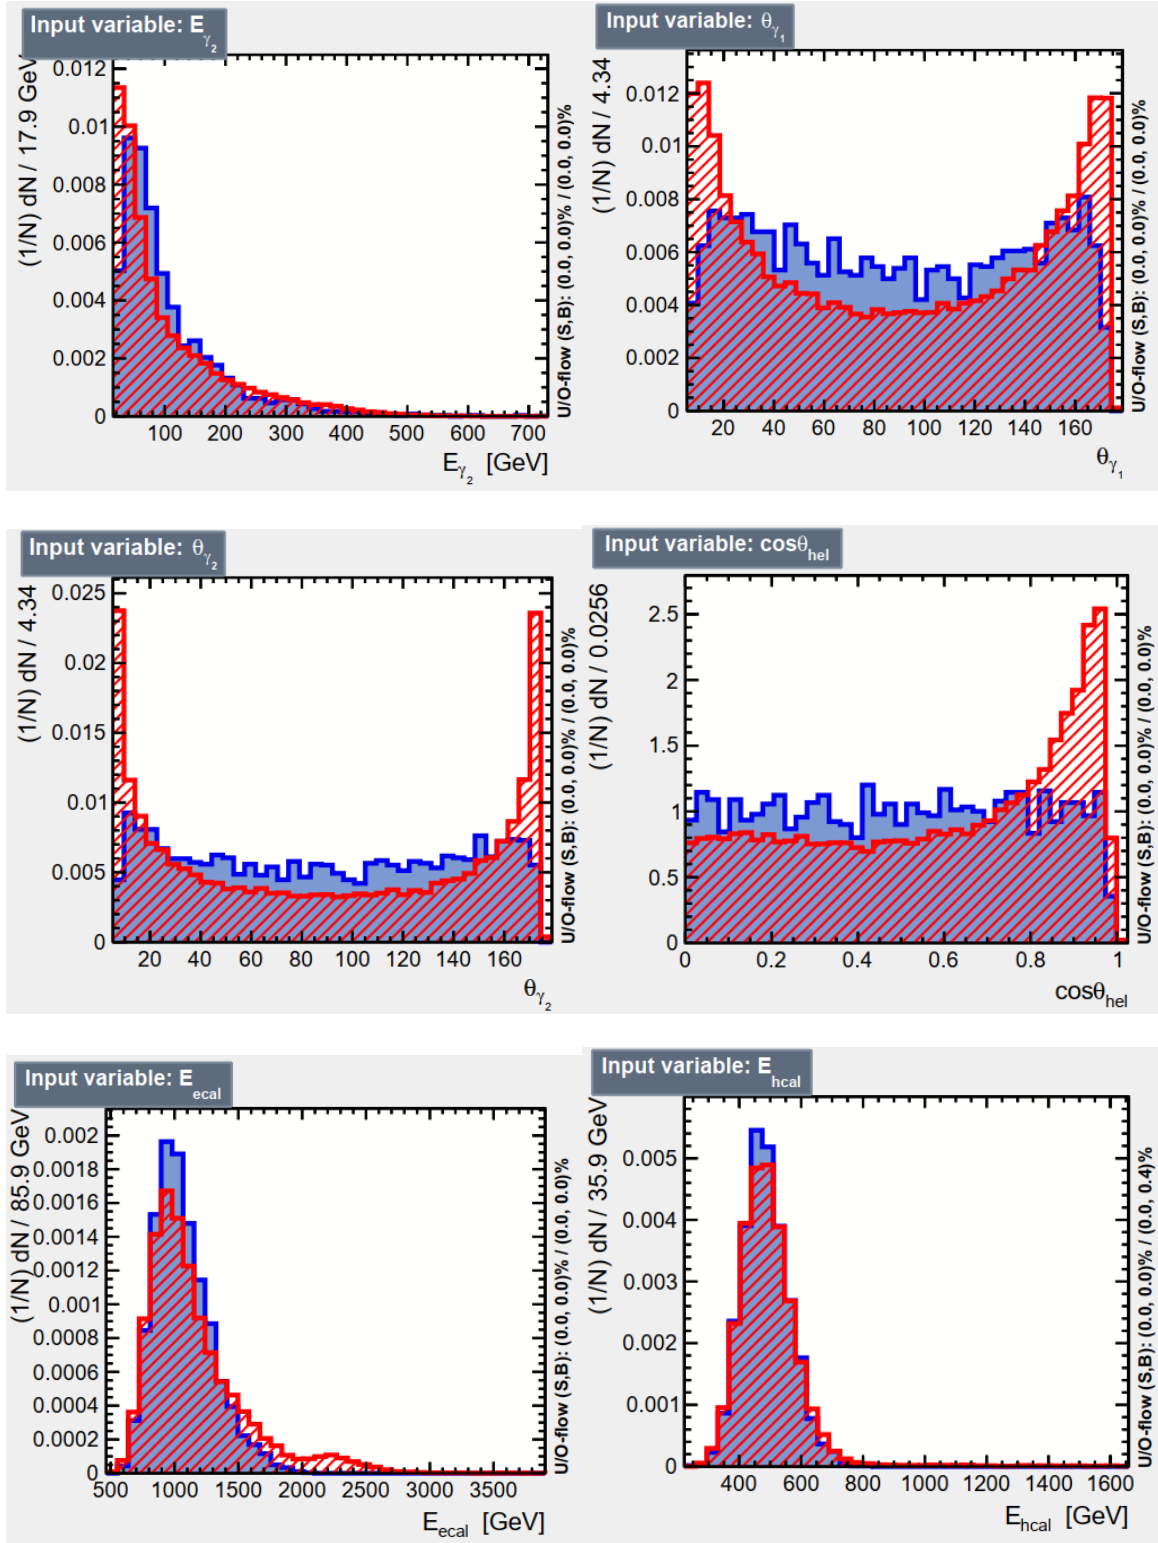 Input variable: E_γ₂
(1/N) dN / 17.9 GeV
0.012
0.01
0.008
0.006
0.004
0.002
0
100 200 300 400 500 600 700
E_γ₂ [GeV]
U/O-flow (S,B): (0.0, 0.0)% / (0.0, 0.0)%
Input variable: θ_γ₁
(1/N) dN / 4.34
0.012
0.01
0.008
0.006
0.004
0.002
0
20 40 60 80 100 120 140 160
θ_γ₁
U/O-flow (S,B): (0.0, 0.0)% / (0.0, 0.0)%
Input variable: θ_γ₂
(1/N) dN / 4.34
0.025
0.02
0.015
0.01
0.005
0
20 40 60 80 100 120 140 160
θ_γ₂
U/O-flow (S,B): (0.0, 0.0)% / (0.0, 0.0)%
Input variable: cosθ_hel
(1/N) dN / 0.0256
2.5
2
1.5
1
0.5
0
0 0.2 0.4 0.6 0.8 1
cosθ_hel
U/O-flow (S,B): (0.0, 0.0)% / (0.0, 0.0)%
Input variable: E_ecal
(1/N) dN / 85.9 GeV
0.002
0.0018
0.0016
0.0014
0.0012
0.001
0.0008
0.0006
0.0004
0.0002
0
500 1000 1500 2000 2500 3000 3500
E_ecal [GeV]
U/O-flow (S,B): (0.0, 0.0)% / (0.0, 0.0)%
Input variable: E_hcal
(1/N) dN / 35.9 GeV
0.005
0.004
0.003
0.002
0.001
0
400 600 800 1000 1200 1400 1600
E_hcal [GeV]
U/O-flow (S,B): (0.0, 0.0)% / (0.0, 0.4)%